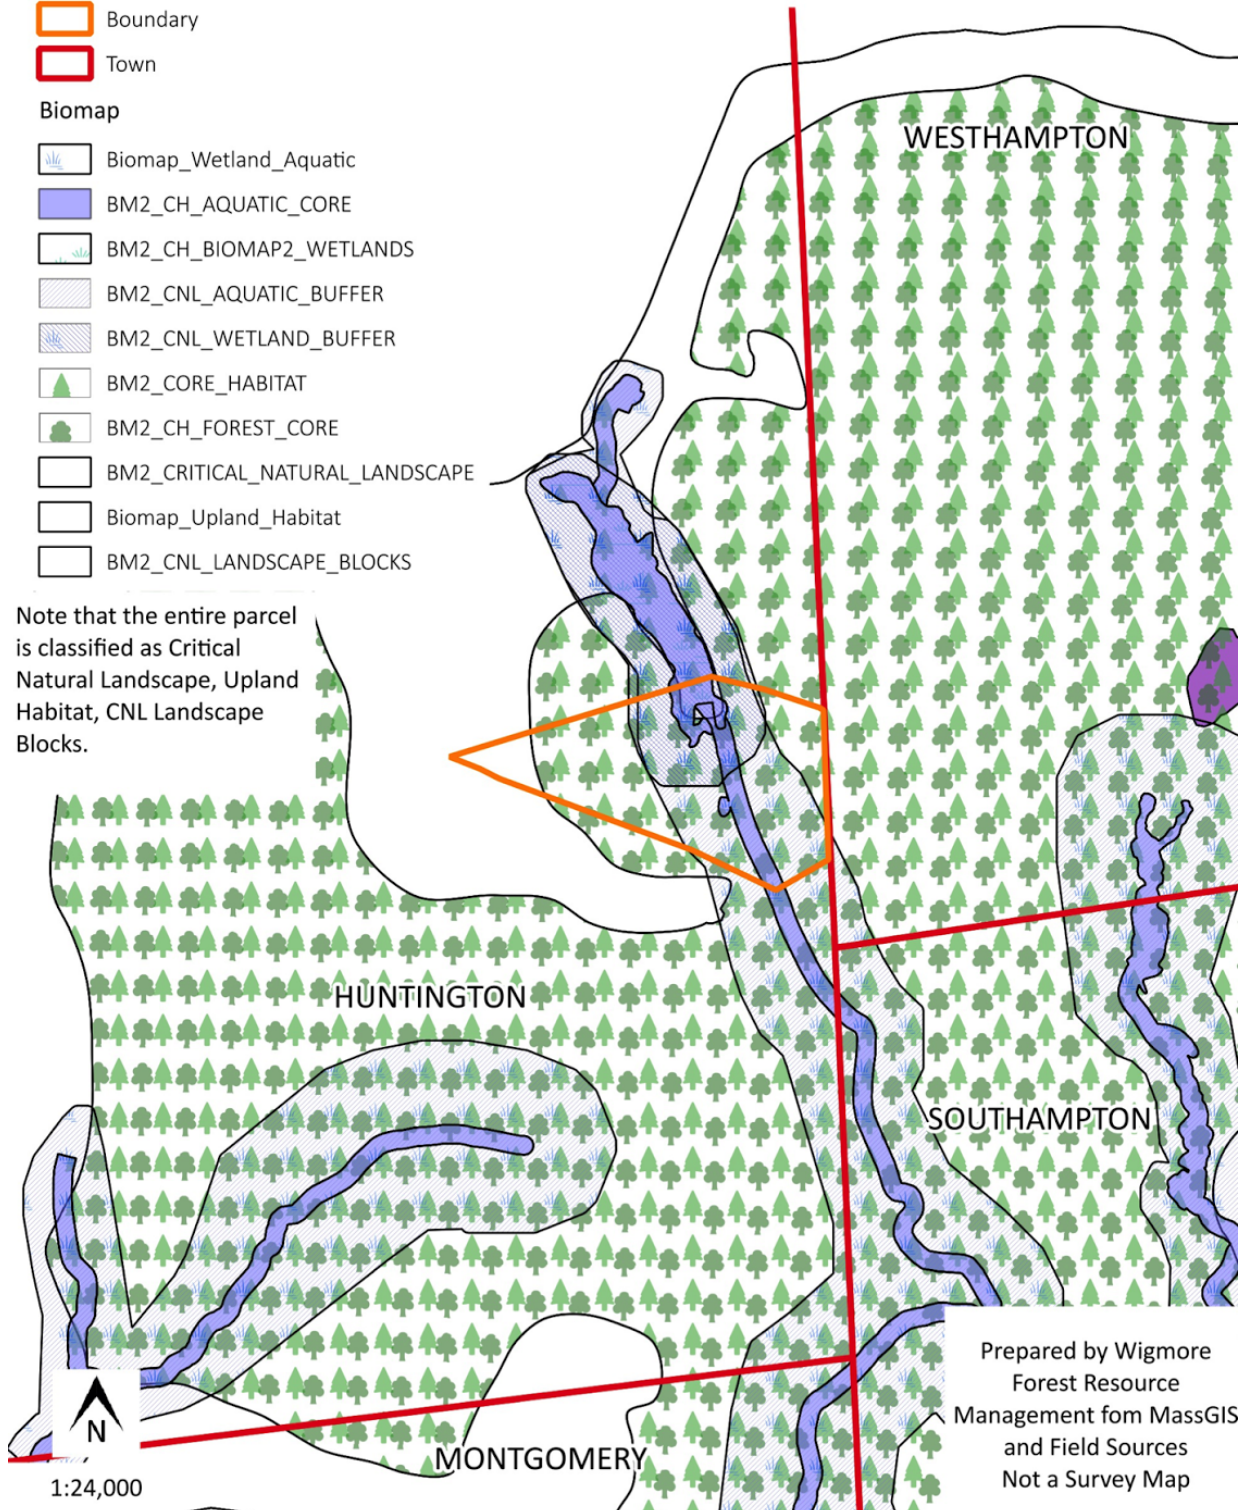 Boundary
Town
Biomap
Biomap_Wetland_Aquatic
BM2_CH_AQUATIC_CORE
BM2_CH_BIOMAP2_WETLANDS
BM2_CNL_AQUATIC_BUFFER
BM2_CNL_WETLAND_BUFFER
BM2_CORE_HABITAT
BM2_CH_FOREST_CORE
BM2_CRITICAL_NATURAL_LANDSCAPE
Biomap_Upland_Habitat
BM2_CNL_LANDSCAPE_BLOCKS
Note that the entire parcel
is classified as Critical
Natural Landscape, Upland
Habitat, CNL Landscape
Blocks.
WESTHAMPTON
HUNTINGTON
SOUTHAMPTON
MONTGOMERY
N
1:24,000
Prepared by Wigmore
Forest Resource
Management fom MassGIS
and Field Sources
Not a Survey Map